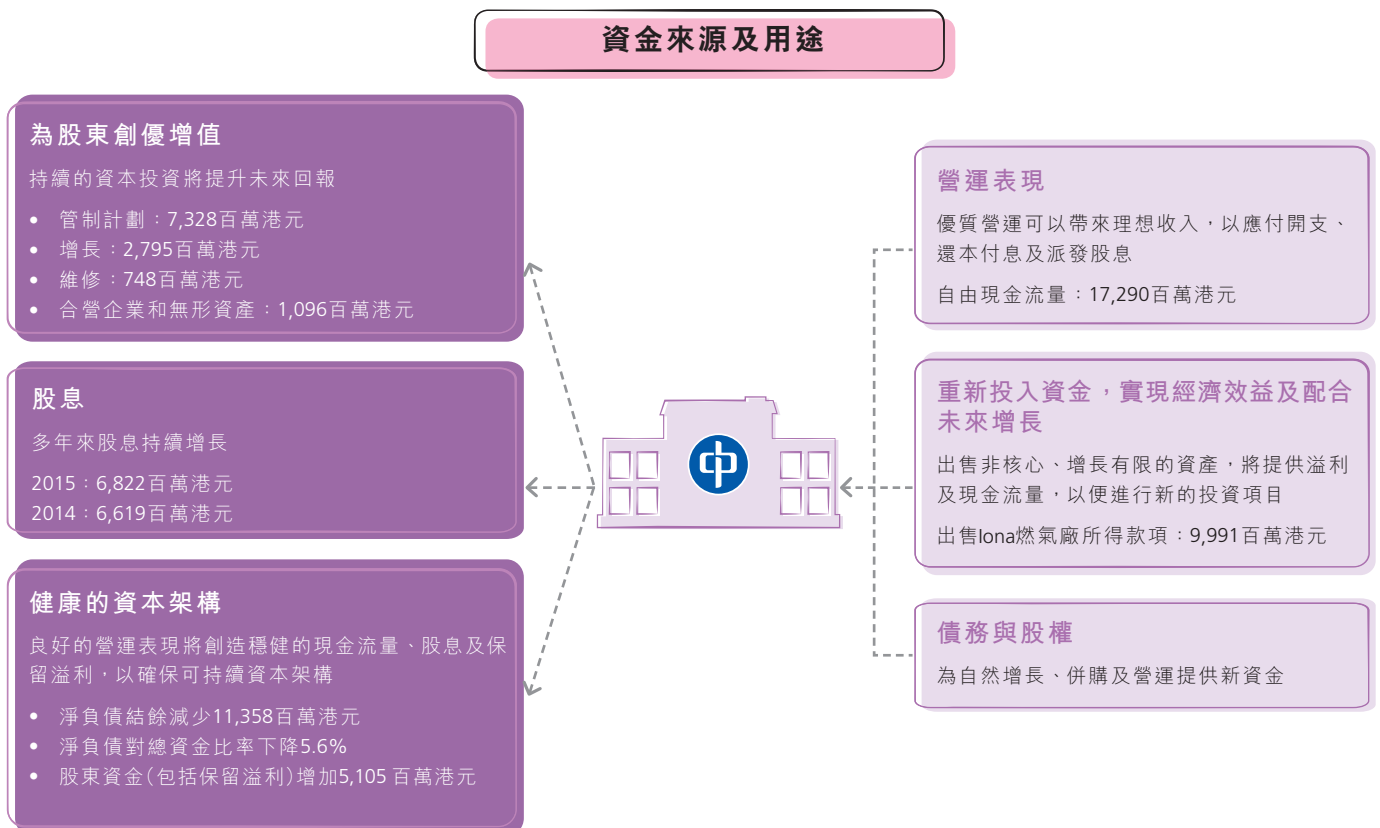 資金來源及用途
為股東創優增值
持續的資本投資將提升未來回報
• 管制計劃：7,328百萬港元
• 增長：2,795百萬港元
• 維修：748百萬港元
• 合營企業和無形資產：1,096百萬港元
股息
多年來股息持續增長
2015：6,822百萬港元
2014：6,619百萬港元
健康的資本架構
良好的營運表現將創造穩健的現金流量、股息及保
留溢利，以確保可持續資本架構
• 淨負債結餘減少11,358百萬港元
• 淨負債對總資金比率下降5.6%
• 股東資金（包括保留溢利）增加5,105 百萬港元
營運表現
優質營運可以帶來理想收入，以應付開支、
還本付息及派發股息
自由現金流量：17,290百萬港元
重新投入資金，實現經濟效益及配合
未來增長
出售非核心、增長有限的資產，將提供溢利
及現金流量，以便進行新的投資項目
出售Iona燃氣廠所得款項：9,991百萬港元
債務與股權
為自然增長、併購及營運提供新資金